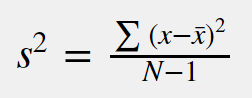 s² = ∑ (x–x̄)² / N–1